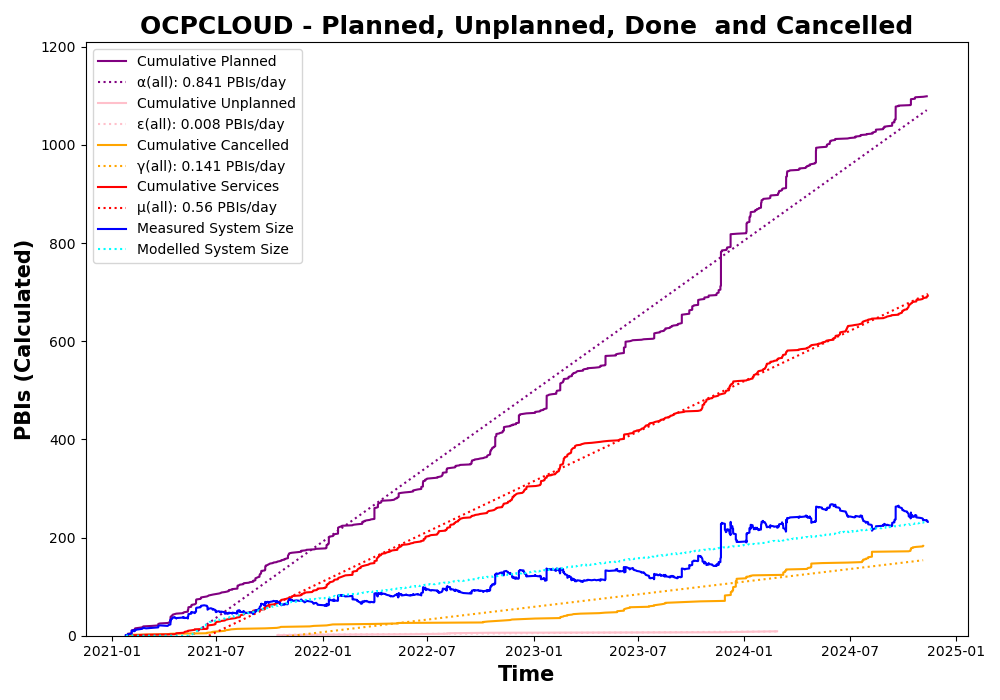 OCPCLOUD - Planned, Unplanned, Done  and Cancelled
1200
1000
800
600
400
200
0
PBIs (Calculated)
Cumulative Planned
α(all): 0.841 PBIs/day
Cumulative Unplanned
ε(all): 0.008 PBIs/day
Cumulative Cancelled
γ(all): 0.141 PBIs/day
Cumulative Services
μ(all): 0.56 PBIs/day
Measured System Size
Modelled System Size
2021-01 2021-07 2022-01 2022-07 2023-01 2023-07 2024-01 2024-07 2025-01
Time